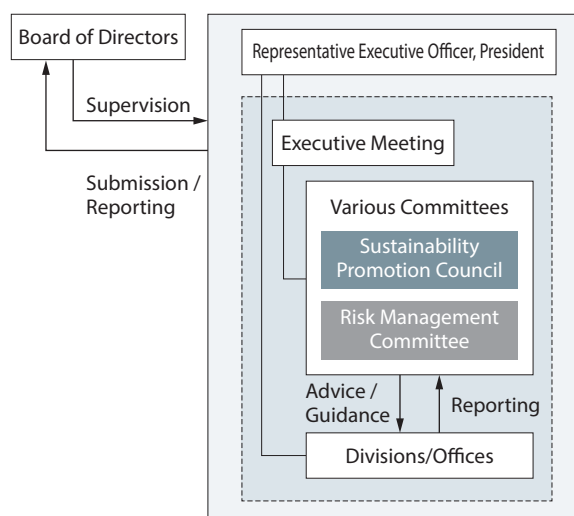 Board of Directors
Representative Executive Officer, President
Supervision
Executive Meeting
Submission /
Reporting
Various Committees
Sustainability
Promotion Council
Risk Management
Committee
Advice /
Guidance
Reporting
Divisions/Offices